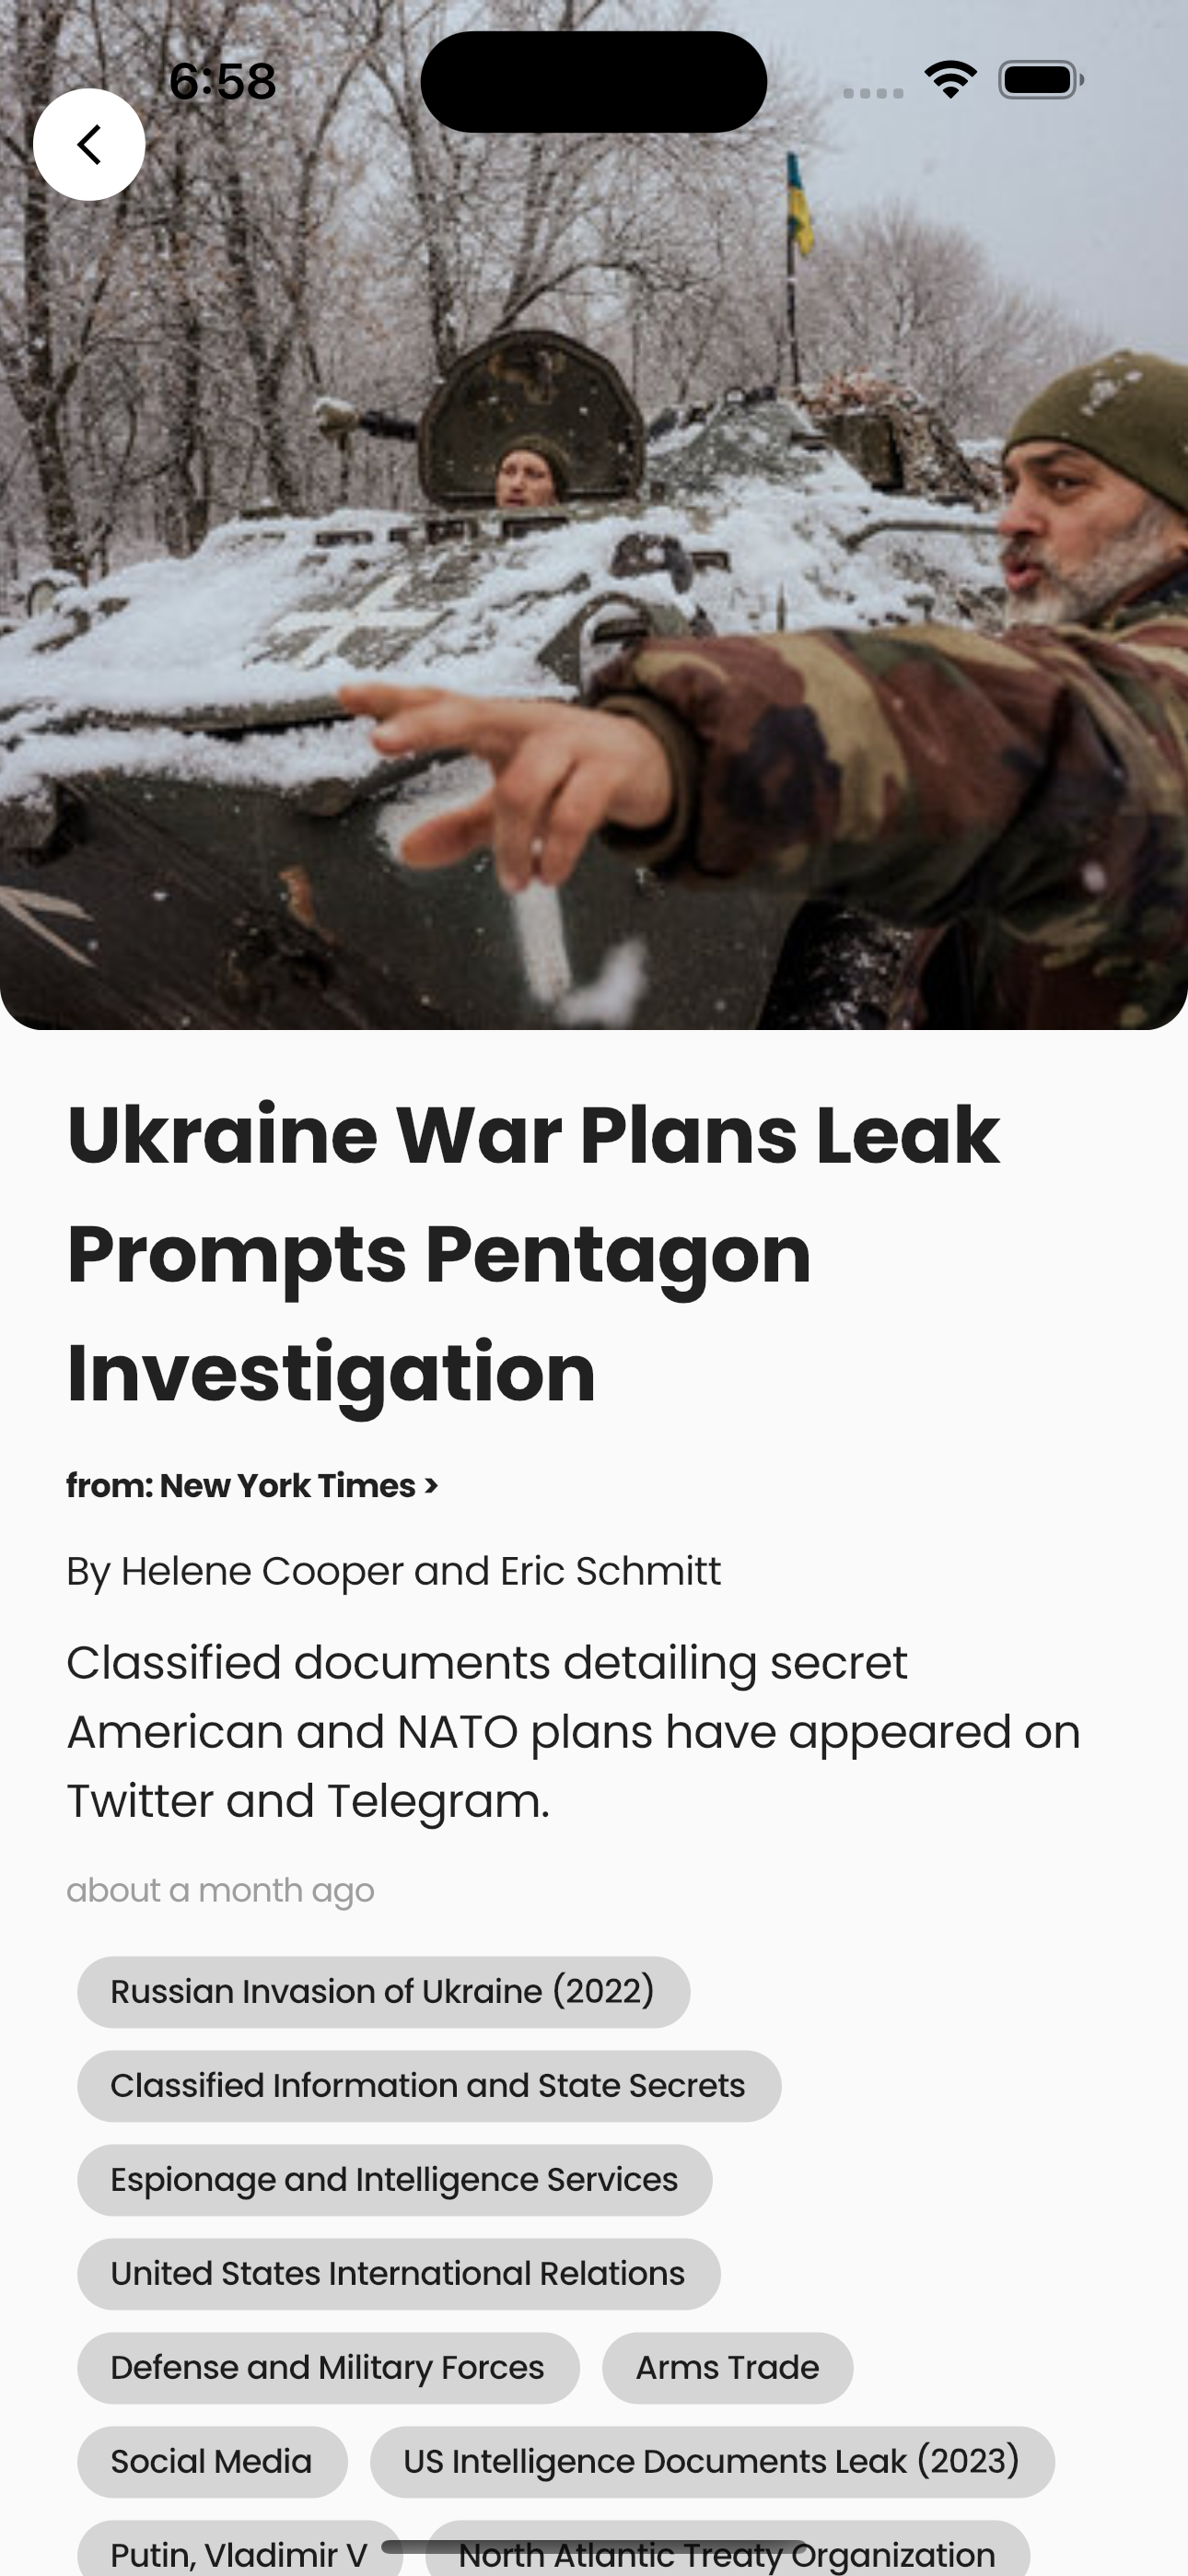 6:58
Ukraine War Plans Leak
Prompts Pentagon
Investigation
from: New York Times >
By Helene Cooper and Eric Schmitt
Classified documents detailing secret
American and NATO plans have appeared on
Twitter and Telegram.
about a month ago
Russian Invasion of Ukraine (2022)
Classified Information and State Secrets
Espionage and Intelligence Services
United States International Relations
Defense and Military Forces Arms Trade
Social Media US Intelligence Documents Leak (2023)
Putin, Vladimir V North Atlantic Treaty Organization